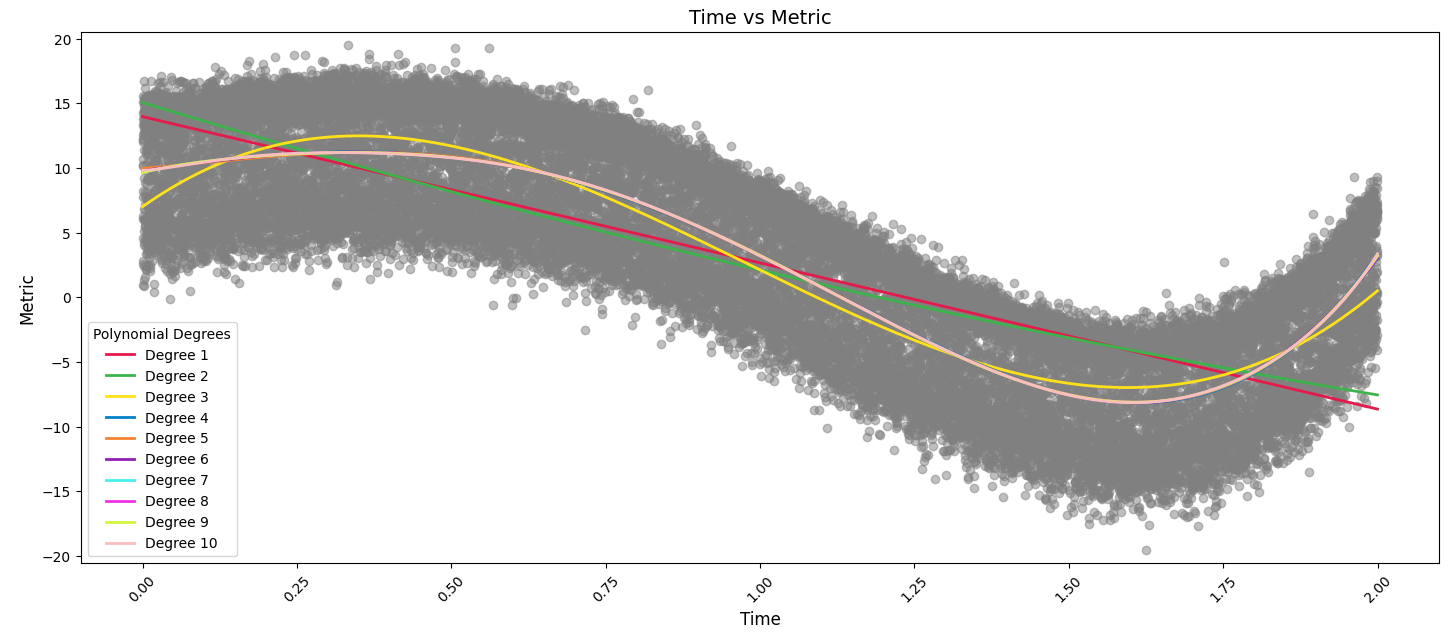 Time vs Metric
20
15
10
5
0
−5
−10
−15
−20
Metric
Polynomial Degrees
Degree 1
Degree 2
Degree 3
Degree 4
Degree 5
Degree 6
Degree 7
Degree 8
Degree 9
Degree 10
0.00
0.25
0.50
0.75
1.00
1.25
1.50
1.75
2.00
Time